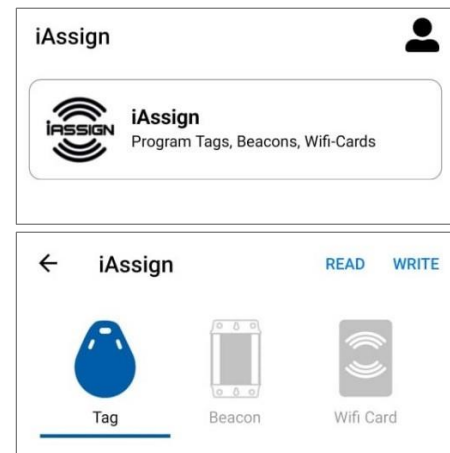 iAssign
iASSIGN
iAssign
Program Tags, Beacons, Wifi-Cards
iAssign READ WRITE
Tag Beacon Wifi Card